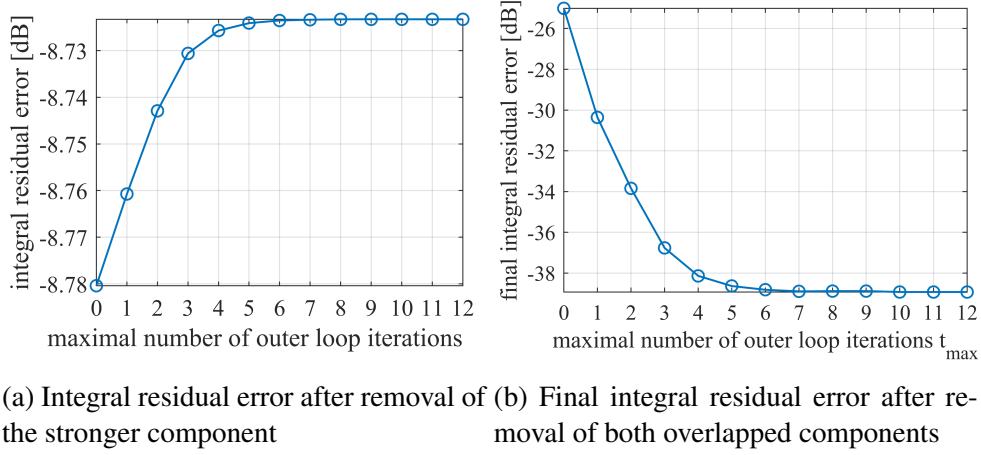 integral residual error [dB]
-8.73
-8.74
-8.75
-8.76
-8.77
-8.78
0 1 2 3 4 5 6 7 8 9 10 11 12
maximal number of outer loop iterations
final integral residual error [dB]
-26
-28
-30
-32
-34
-36
-38
0 1 2 3 4 5 6 7 8 9 10 11 12
maximal number of outer loop iterations t_max
(a) Integral residual error after removal of
the stronger component
(b) Final integral residual error after re-
moval of both overlapped components